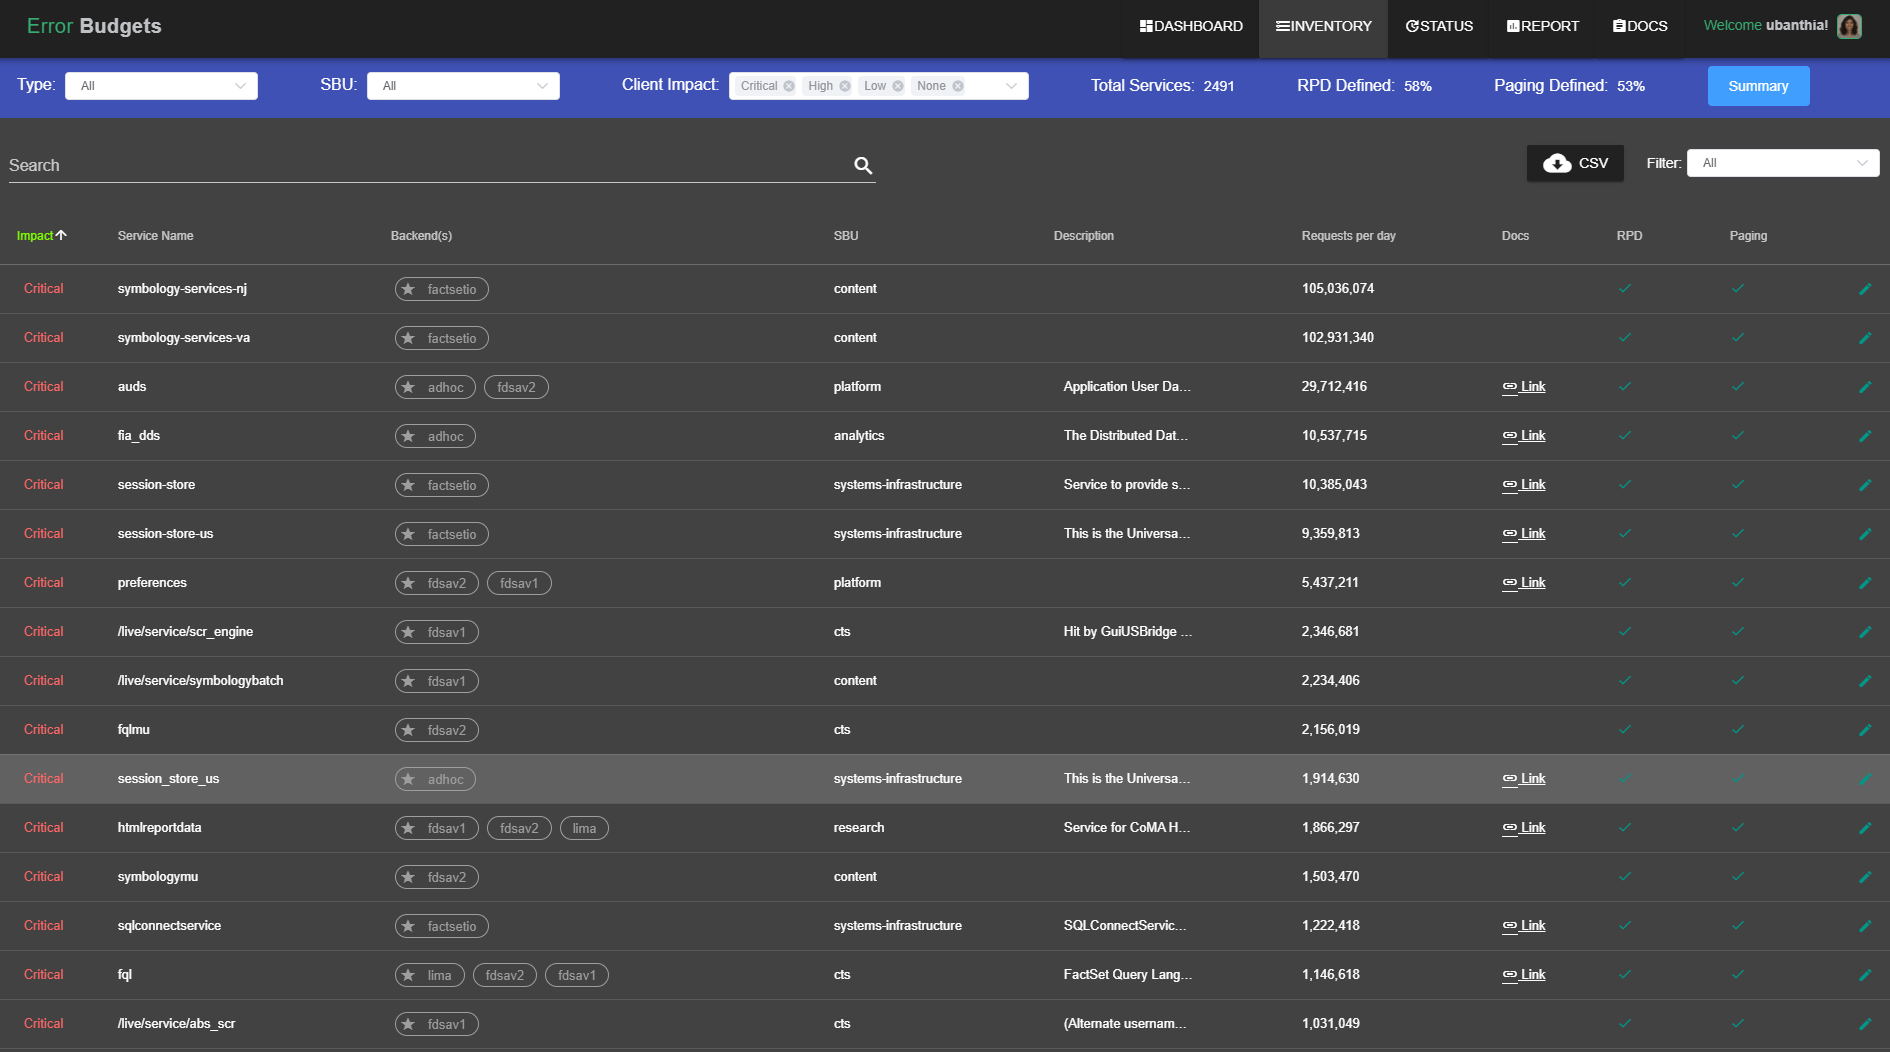 Error Budgets DASHBOARD INVENTORY STATUS REPORT DOCS Welcome ubanthia!
Type: All SBU: All Client Impact: Critical High Low None Total Services: 2491 RPD Defined: 58% Paging Defined: 53% Summary
Search CSV Filter: All
Impact Service Name Backend(s) SBU Description Requests per day Docs RPD Paging
Critical symbology-services-nj factsetio content 105,036,074
Critical symbology-services-va factsetio content 102,931,340
Critical auds adhoc fdsav2 platform Application User Da... 29,712,416 Link
Critical fia_dds adhoc analytics The Distributed Dat... 10,537,715 Link
Critical session-store factsetio systems-infrastructure Service to provide s... 10,385,043 Link
Critical session-store-us factsetio systems-infrastructure This is the Universa... 9,359,813 Link
Critical preferences fdsav2 fdsav1 platform 5,437,211 Link
Critical /live/service/scr_engine fdsav1 cts Hit by GuiUSBridge ... 2,346,681
Critical /live/service/symbologybatch fdsav1 content 2,234,406
Critical fqlmu fdsav2 cts 2,156,019
Critical session_store_us adhoc systems-infrastructure This is the Universa... 1,914,630 Link
Critical htmlreportdata fdsav1 fdsav2 lima research Service for CoMA H... 1,866,297 Link
Critical symbologymu fdsav2 content 1,503,470
Critical sqlconnectservice factsetio systems-infrastructure SQLConnectServic... 1,222,418 Link
Critical fql lima fdsav2 fdsav1 cts FactSet Query Lang... 1,146,618 Link
Critical /live/service/abs_scr fdsav1 cts (Alternate usernam... 1,031,049